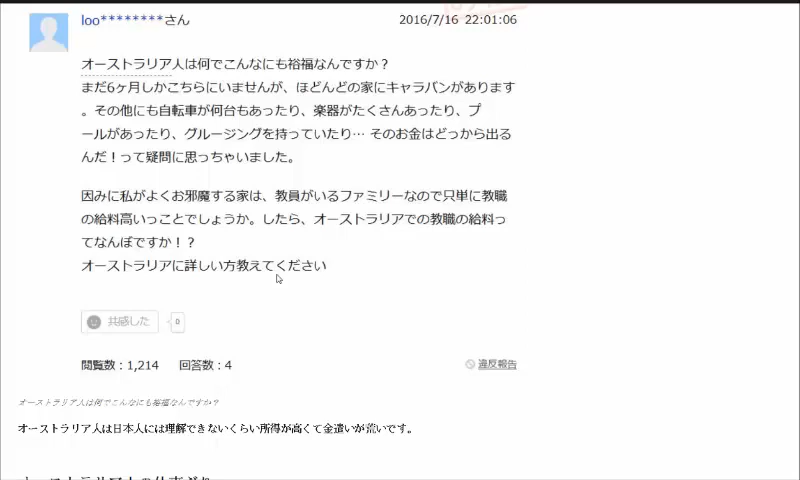 loo********さん
2016/7/16 22:01:06
オーストラリア人は何でこんなにも裕福なんですか？
まだ6ヶ月しかこちらにいませんが、ほどんどの家にキャラバンがあります
。その他にも自転車が何台もあったり、楽器がたくさんあったり、プ
ールがあったり、グルージングを持っていたり… そのお金はどっから出る
んだ！って疑問に思っちゃいました。
因みに私がよくお邪魔する家は、教員がいるファミリーなので只単に教職
の給料高いっことでしょうか。したら、オーストラリアでの教職の給料っ
てなんぼですか！？
オーストラリアに詳しい方教えてください
共感した 0
閲覧数：1,214 回答数：4
違反報告
オーストラリア人は何でこんなにも裕福なんですか？
オーストラリア人は日本人には理解できないくらい所得が高くて金遣いが荒いです。